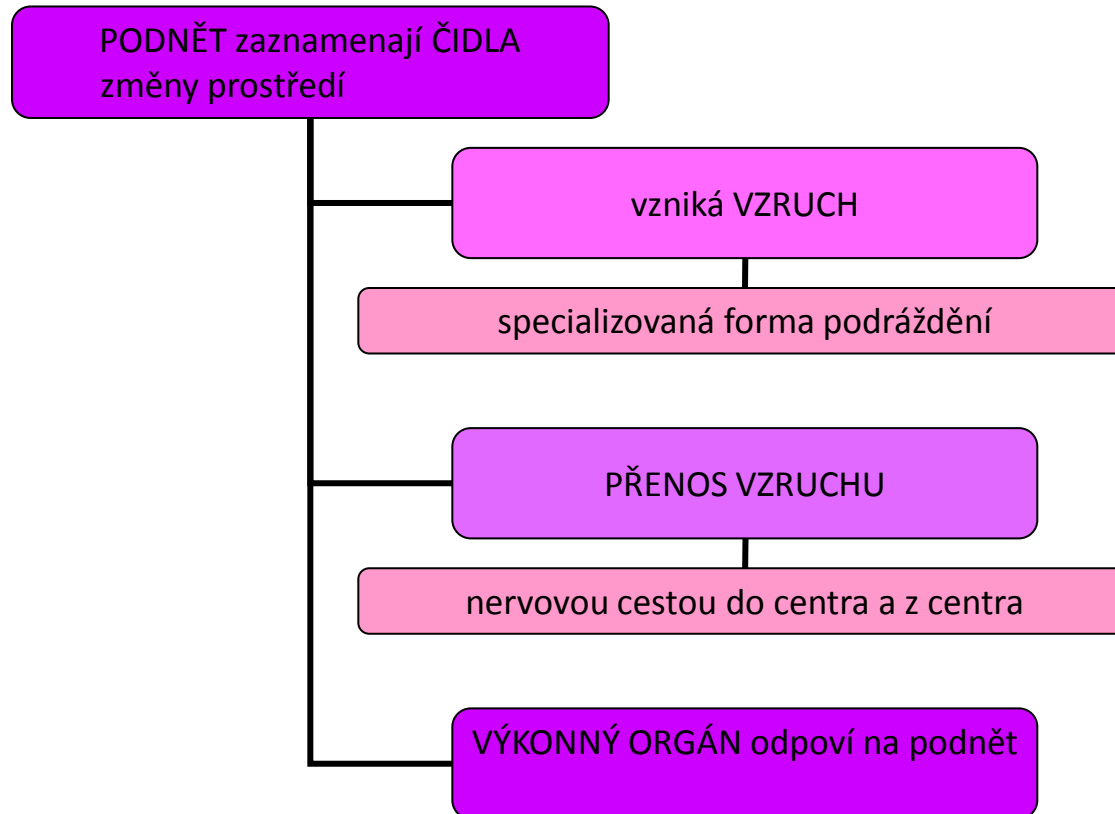 PODNĚT zaznamenají ČIDLA
změny prostředí
vzniká VZRUCH
specializovaná forma podráždění
PŘENOS VZRUCHU
nervovou cestou do centra a z centra
VÝKONNÝ ORGÁN odpoví na podnět